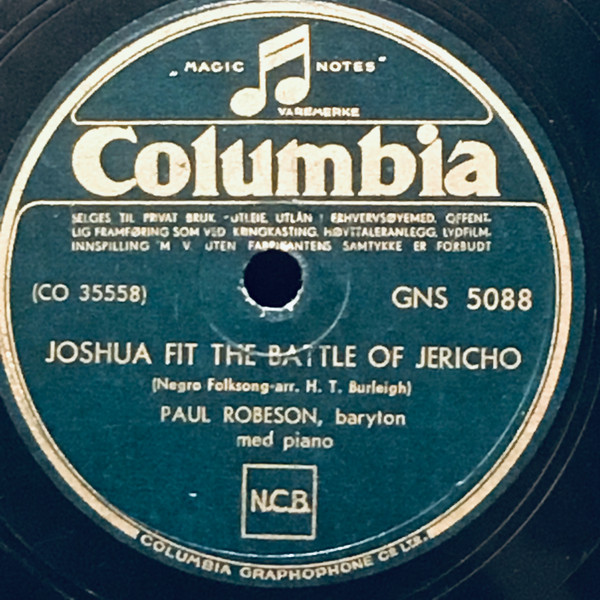 „MAGIC NOTES"
VAREMERKE
Columbia
SELGES TIL PRIVAT BRUK. UTLEIE, UTLÅN I ERHVERVSØYEMED, OFFENT-
LIG FRAMFØRING SOM VED KRINGKASTING, HØYTTALERANLEGG, LYDFILM-
INNSPILLING M. V. UTEN FABRIKANTENS SAMTYKKE ER FORBUDT
(CO 35558)
GNS 5088
JOSHUA FIT THE BATTLE OF JERICHO
(Negro Folksong-arr. H. T. Burleigh)
PAUL ROBESON, baryton
med piano
N.C.B.
COLUMBIA GRAPHOPHONE Co LTD.